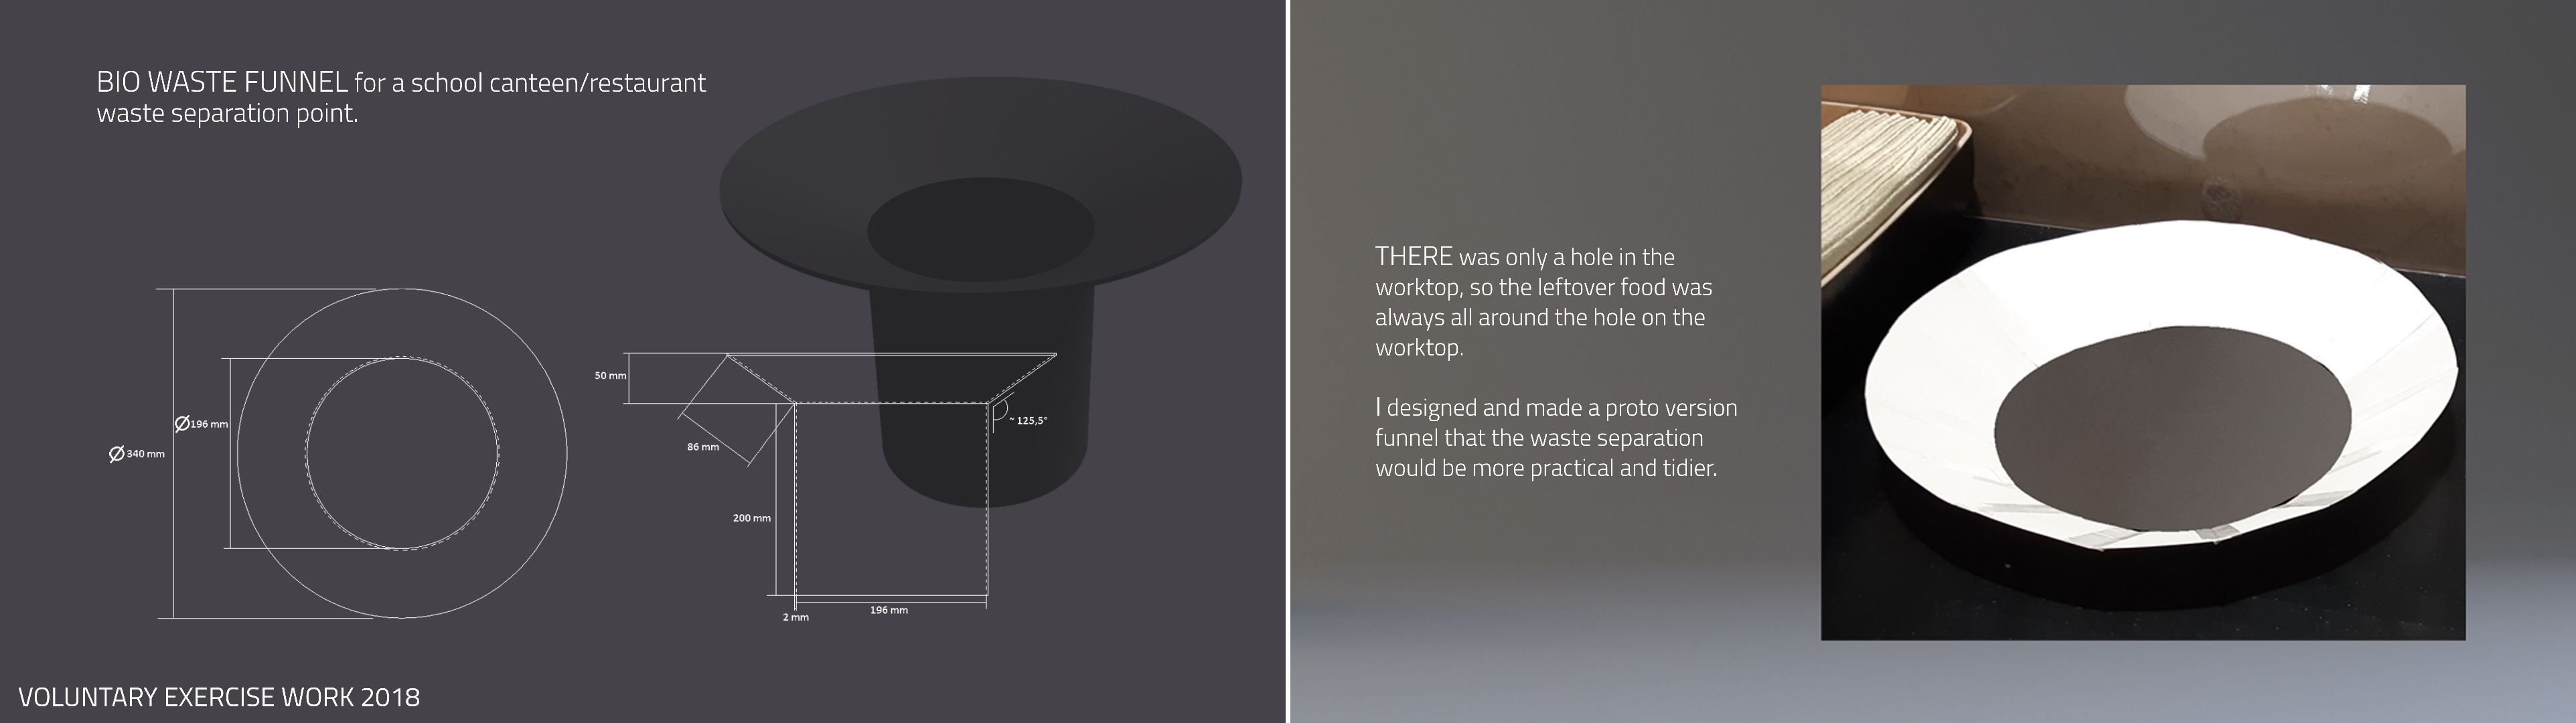 BIO WASTE FUNNEL for a school canteen/restaurant
waste separation point.
Ø 340 mm
Ø196 mm
50 mm
86 mm
~ 125,5°
200 mm
2 mm
196 mm
VOLUNTARY EXERCISE WORK 2018
THERE was only a hole in the
worktop, so the leftover food was
always all around the hole on the
worktop.
I designed and made a proto version
funnel that the waste separation
would be more practical and tidier.